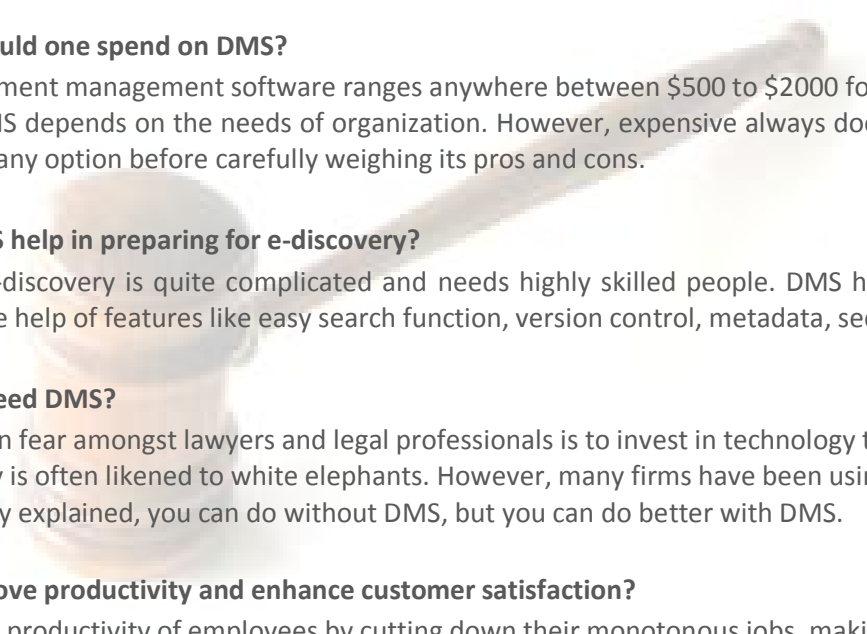 uld one spend on DMS?
ment management software ranges anywhere between $500 to $2000 fo
MS depends on the needs of organization. However, expensive always doe
any option before carefully weighing its pros and cons.
S help in preparing for e-discovery?
-discovery is quite complicated and needs highly skilled people. DMS h
e help of features like easy search function, version control, metadata, sec
eed DMS?
n fear amongst lawyers and legal professionals is to invest in technology t
y is often likened to white elephants. However, many firms have been usin
y explained, you can do without DMS, but you can do better with DMS.
ove productivity and enhance customer satisfaction?
productivity of employees by cutting down their monotonous jobs, mak